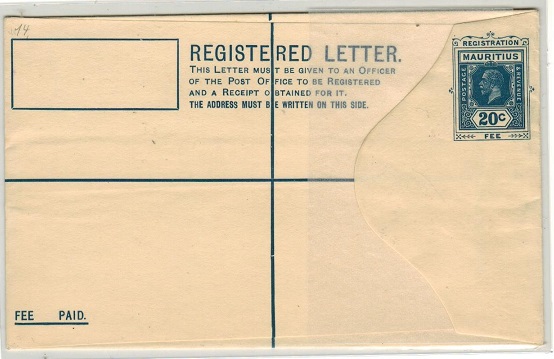 14
REGISTERED LETTER.
THIS LETTER MUST BE GIVEN TO AN OFFICER
OF THE POST OFFICE TO BE REGISTERED
AND A RECEIPT OBTAINED FOR IT.
THE ADDRESS MUST BE WRITTEN ON THIS SIDE.
REGISTRATION
MAURITIUS
POSTAGE
REVENUE
20c
FEE
FEE PAID.